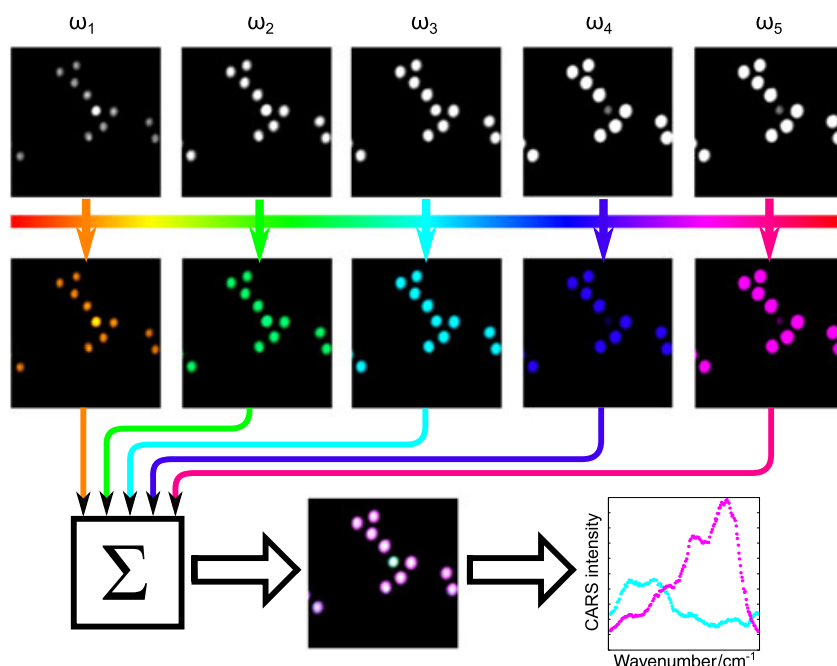 ω1 ω2 ω3 ω4 ω5
Σ
CARS intensity
Wavenumber/cm-1